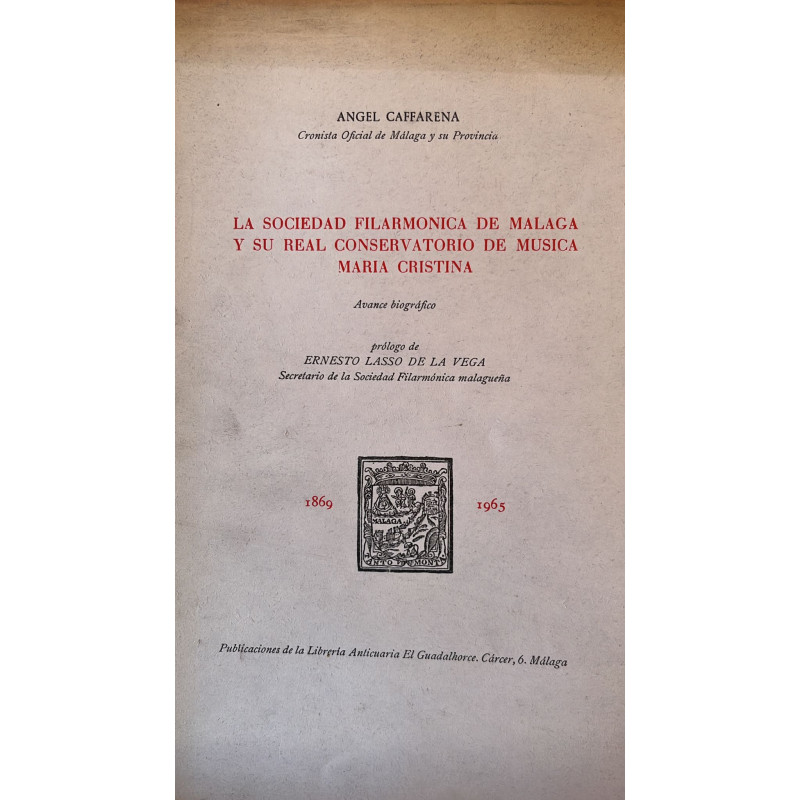 ANGEL CAFFARENA
Cronista Oficial de Málaga y su Provincia
LA SOCIEDAD FILARMONICA DE MALAGA
Y SU REAL CONSERVATORIO DE MUSICA
MARIA CRISTINA
Avance biográfico
prólogo de
ERNESTO LASSO DE LA VEGA
Secretario de la Sociedad Filarmónica malagueña
1869
1965
MALAGA
Publicaciones de la Librería Anticuaria El Guadalhorce. Cárcer, 6. Málaga